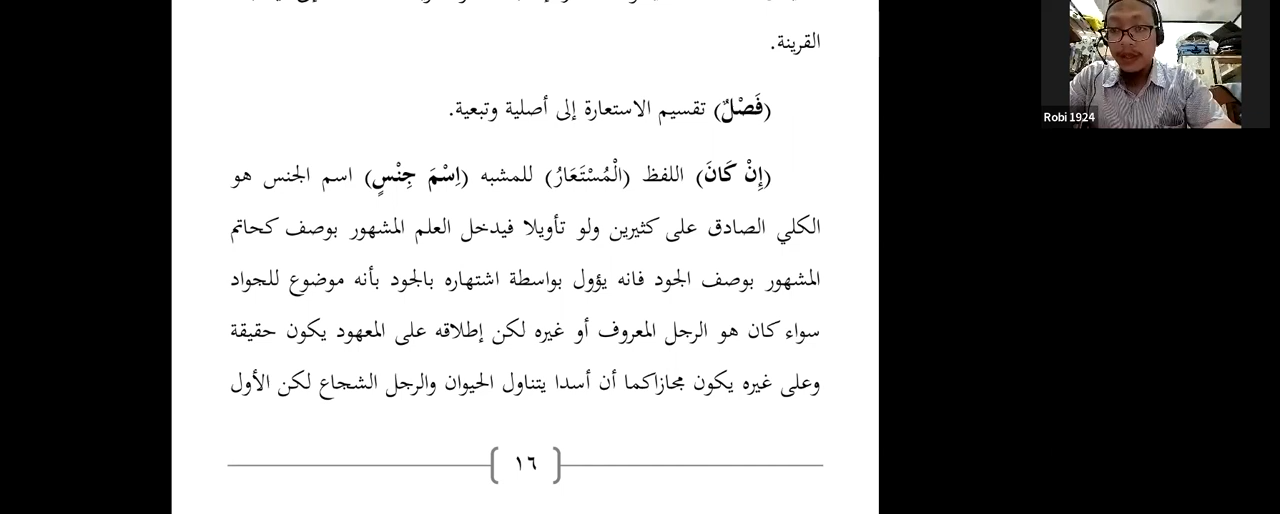 القرينة.
(فَصْلٌ) تقسيم الاستعارة إلى أصلية وتبعية.
(إِنْ كَانَ) اللفظ (الْمُسْتَعَارُ) للمشبه (اِسْمَ جِنْسٍ) اسم الجنس هو
الكلي الصادق على كثيرين ولو تأويلا فيدخل العلم المشهور بوصف كحاتم
المشهور بوصف الجود فانه يؤول بواسطة اشتهاره بالجود بأنه موضوع للجواد
سواء كان هو الرجل المعروف أو غيره لكن إطلاقه على المعهود يكون حقيقة
وعلى غيره يكون مجازاكما أن أسدا يتناول الحيوان والرجل الشجاع لكن الأول
١٦
Robi 1924